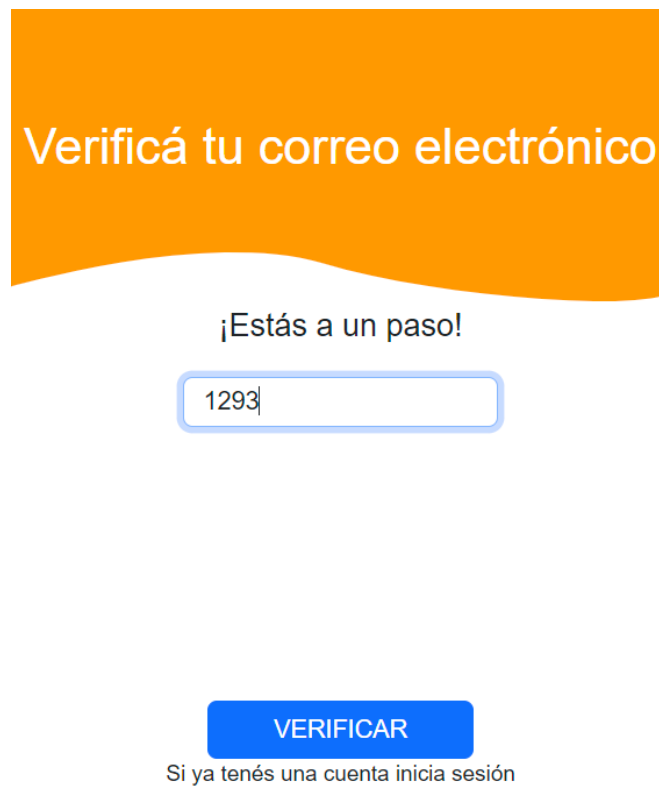 Verificá tu correo electrónico
¡Estás a un paso!
1293
VERIFICAR
Si ya tenés una cuenta inicia sesión